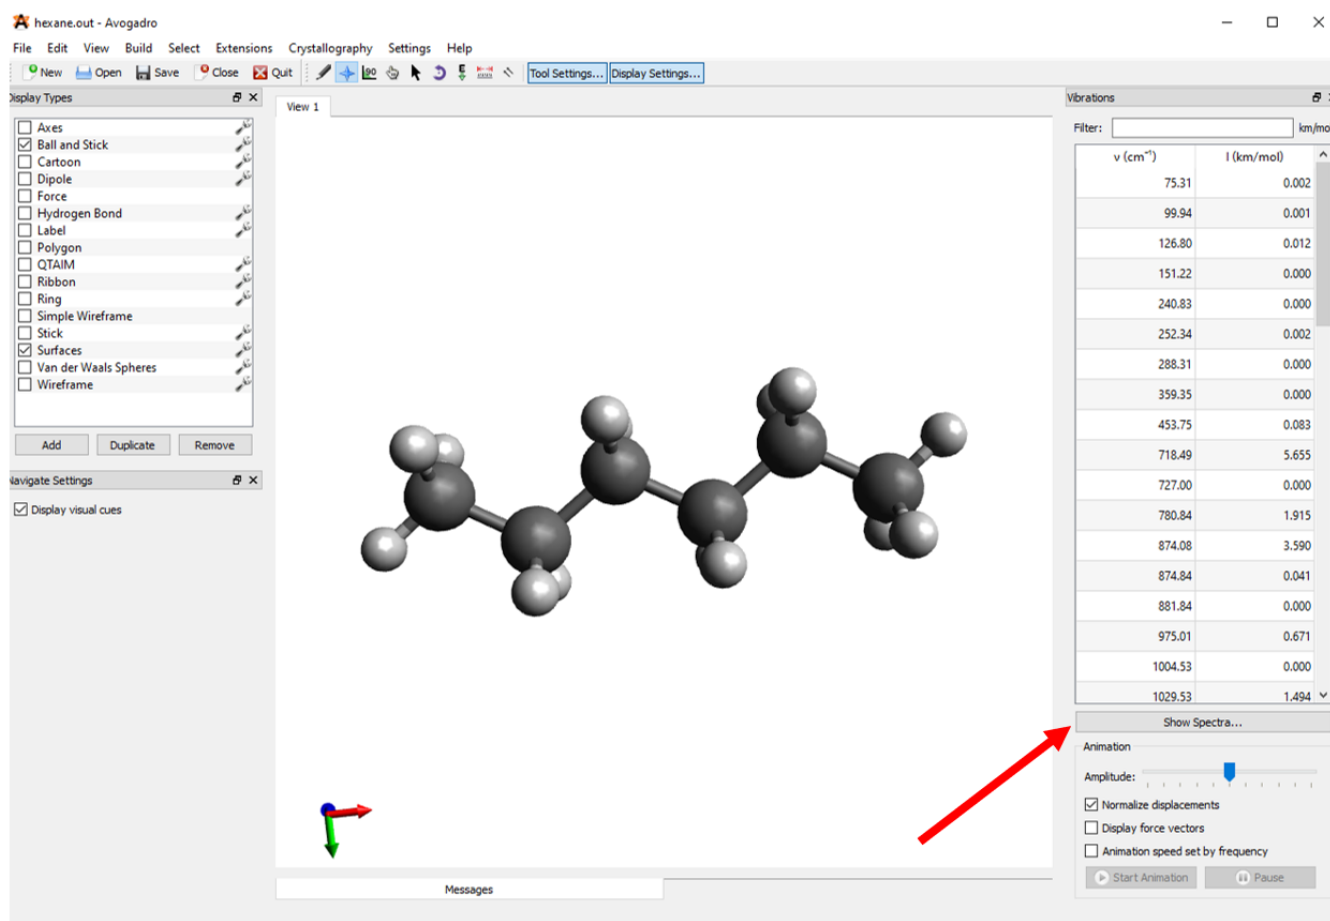 hexane.out - Avogadro
File Edit View Build Select Extensions Crystallography Settings Help
New Open Save Close Quit Tool Settings... Display Settings...
Display Types
Axes
Ball and Stick
Cartoon
Dipole
Force
Hydrogen Bond
Label
Polygon
QTAIM
Ribbon
Ring
Simple Wireframe
Stick
Surfaces
Van der Waals Spheres
Wireframe
Add Duplicate Remove
Navigate Settings
Display visual cues
View 1
Messages
Vibrations
Filter: km/mo
ν (cm⁻¹) I (km/mol)
75.31 0.002
99.94 0.001
126.80 0.012
151.22 0.000
240.83 0.000
252.34 0.002
288.31 0.000
359.35 0.000
453.75 0.083
718.49 5.655
727.00 0.000
780.84 1.915
874.08 3.590
874.84 0.041
881.84 0.000
975.01 0.671
1004.53 0.000
1029.53 1.494
Show Spectra...
Animation
Amplitude:
Normalize displacements
Display force vectors
Animation speed set by frequency
Start Animation Pause